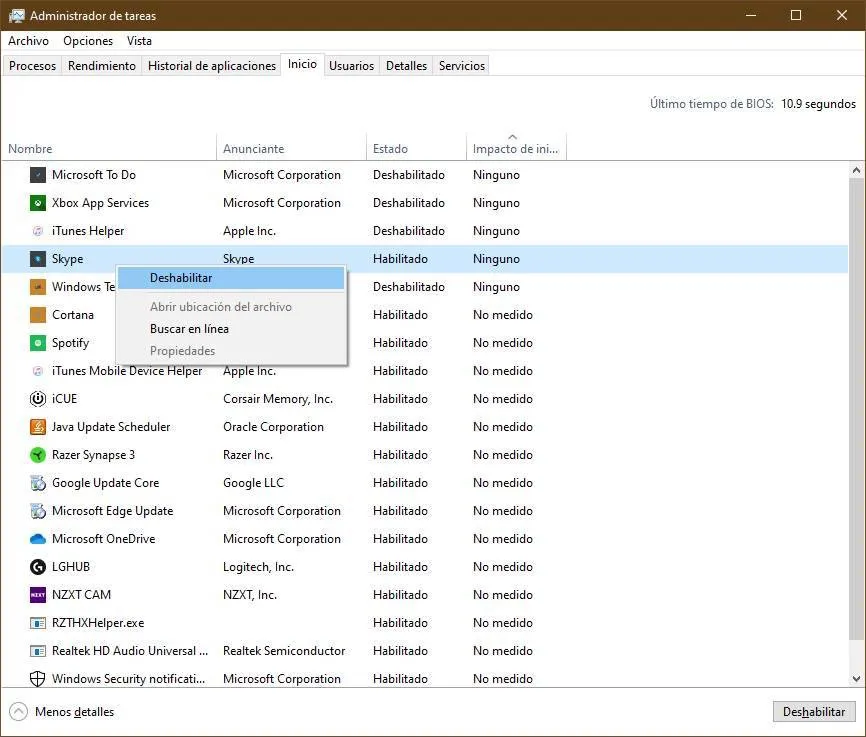 Administrador de tareas
Archivo Opciones Vista
Procesos Rendimiento Historial de aplicaciones Inicio Usuarios Detalles Servicios
Último tiempo de BIOS: 10.9 segundos
Nombre Anunciante Estado Impacto de ini...
Microsoft To Do Microsoft Corporation Deshabilitado Ninguno
Xbox App Services Microsoft Corporation Deshabilitado Ninguno
iTunes Helper Apple Inc. Deshabilitado Ninguno
Skype Skype Habilitado Ninguno
Deshabilitar
Windows Te Deshabilitado Ninguno
Abrir ubicación del archivo
Cortana Habilitado No medido
Buscar en línea
Spotify Habilitado No medido
Propiedades
iTunes Mobile Device Helper Apple Inc. Habilitado No medido
iCUE Corsair Memory, Inc. Habilitado No medido
Java Update Scheduler Oracle Corporation Habilitado No medido
Razer Synapse 3 Razer Inc. Habilitado No medido
Google Update Core Google LLC Habilitado No medido
Microsoft Edge Update Microsoft Corporation Habilitado No medido
Microsoft OneDrive Microsoft Corporation Habilitado No medido
LGHUB Logitech, Inc. Habilitado No medido
NZXT NZXT CAM NZXT, Inc. Habilitado No medido
RZTHXHelper.exe Habilitado No medido
Realtek HD Audio Universal ... Realtek Semiconductor Habilitado No medido
Windows Security notificati... Microsoft Corporation Habilitado No medido
Menos detalles Deshabilitar